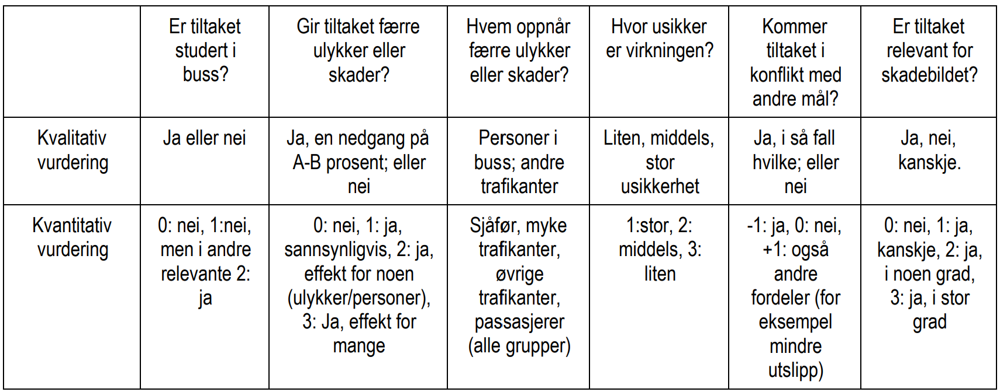 Er tiltaket
studert i
buss?
Gir tiltaket færre
ulykker eller
skader?
Hvem oppnår
færre ulykker
eller skader?
Hvor usikker
er virkningen?
Kommer
tiltaket i
konflikt med
andre mål?
Er tiltaket
relevant for
skadebildet?
Kvalitativ
vurdering
Ja eller nei
Ja, en nedgang på
A-B prosent; eller
nei
Personer i
buss; andre
trafikanter
Liten, middels,
stor
usikkerhet
Ja, i så fall
hvilke; eller
nei
Ja, nei,
kanskje.
Kvantitativ
vurdering
0: nei, 1:nei,
men i andre
relevante 2:
ja
0: nei, 1: ja,
sannsynligvis, 2: ja,
effekt for noen
(ulykker/personer),
3: Ja, effekt for
mange
Sjåfør, myke
trafikanter,
øvrige
trafikanter,
passasjerer
(alle grupper)
1:stor, 2:
middels, 3:
liten
-1: ja, 0: nei,
+1: også
andre
fordeler (for
eksempel
mindre
utslipp)
0: nei, 1: ja,
kanskje, 2: ja,
i noen grad,
3: ja, i stor
grad